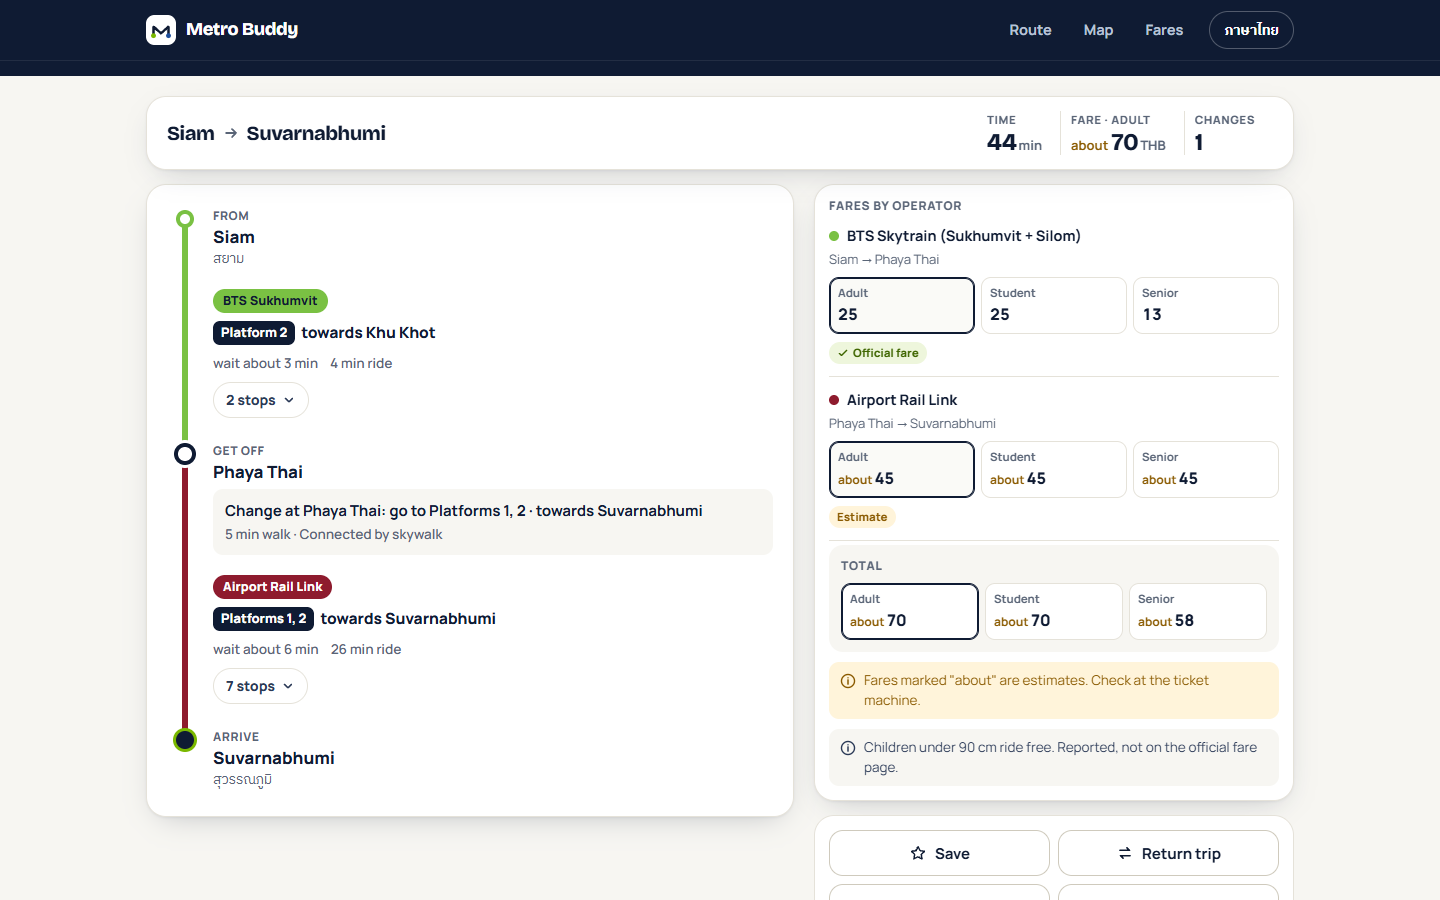 Metro Buddy
Route
Map
Fares
ภาษาไทย
Siam → Suvarnabhumi
TIME
44 min
FARE · ADULT
about 70 THB
CHANGES
1
FROM
Siam
สยาม
BTS Sukhumvit
Platform 2 towards Khu Khot
wait about 3 min 4 min ride
2 stops
GET OFF
Phaya Thai
Change at Phaya Thai: go to Platforms 1, 2 · towards Suvarnabhumi
5 min walk · Connected by skywalk
Airport Rail Link
Platforms 1, 2 towards Suvarnabhumi
wait about 6 min 26 min ride
7 stops
ARRIVE
Suvarnabhumi
สุวรรณภูมิ
FARES BY OPERATOR
BTS Skytrain (Sukhumvit + Silom)
Siam → Phaya Thai
Adult
25
Student
25
Senior
13
Official fare
Airport Rail Link
Phaya Thai → Suvarnabhumi
Adult
about 45
Student
about 45
Senior
about 45
Estimate
TOTAL
Adult
about 70
Student
about 70
Senior
about 58
Fares marked "about" are estimates. Check at the ticket
machine.
Children under 90 cm ride free. Reported, not on the official fare
page.
Save
Return trip